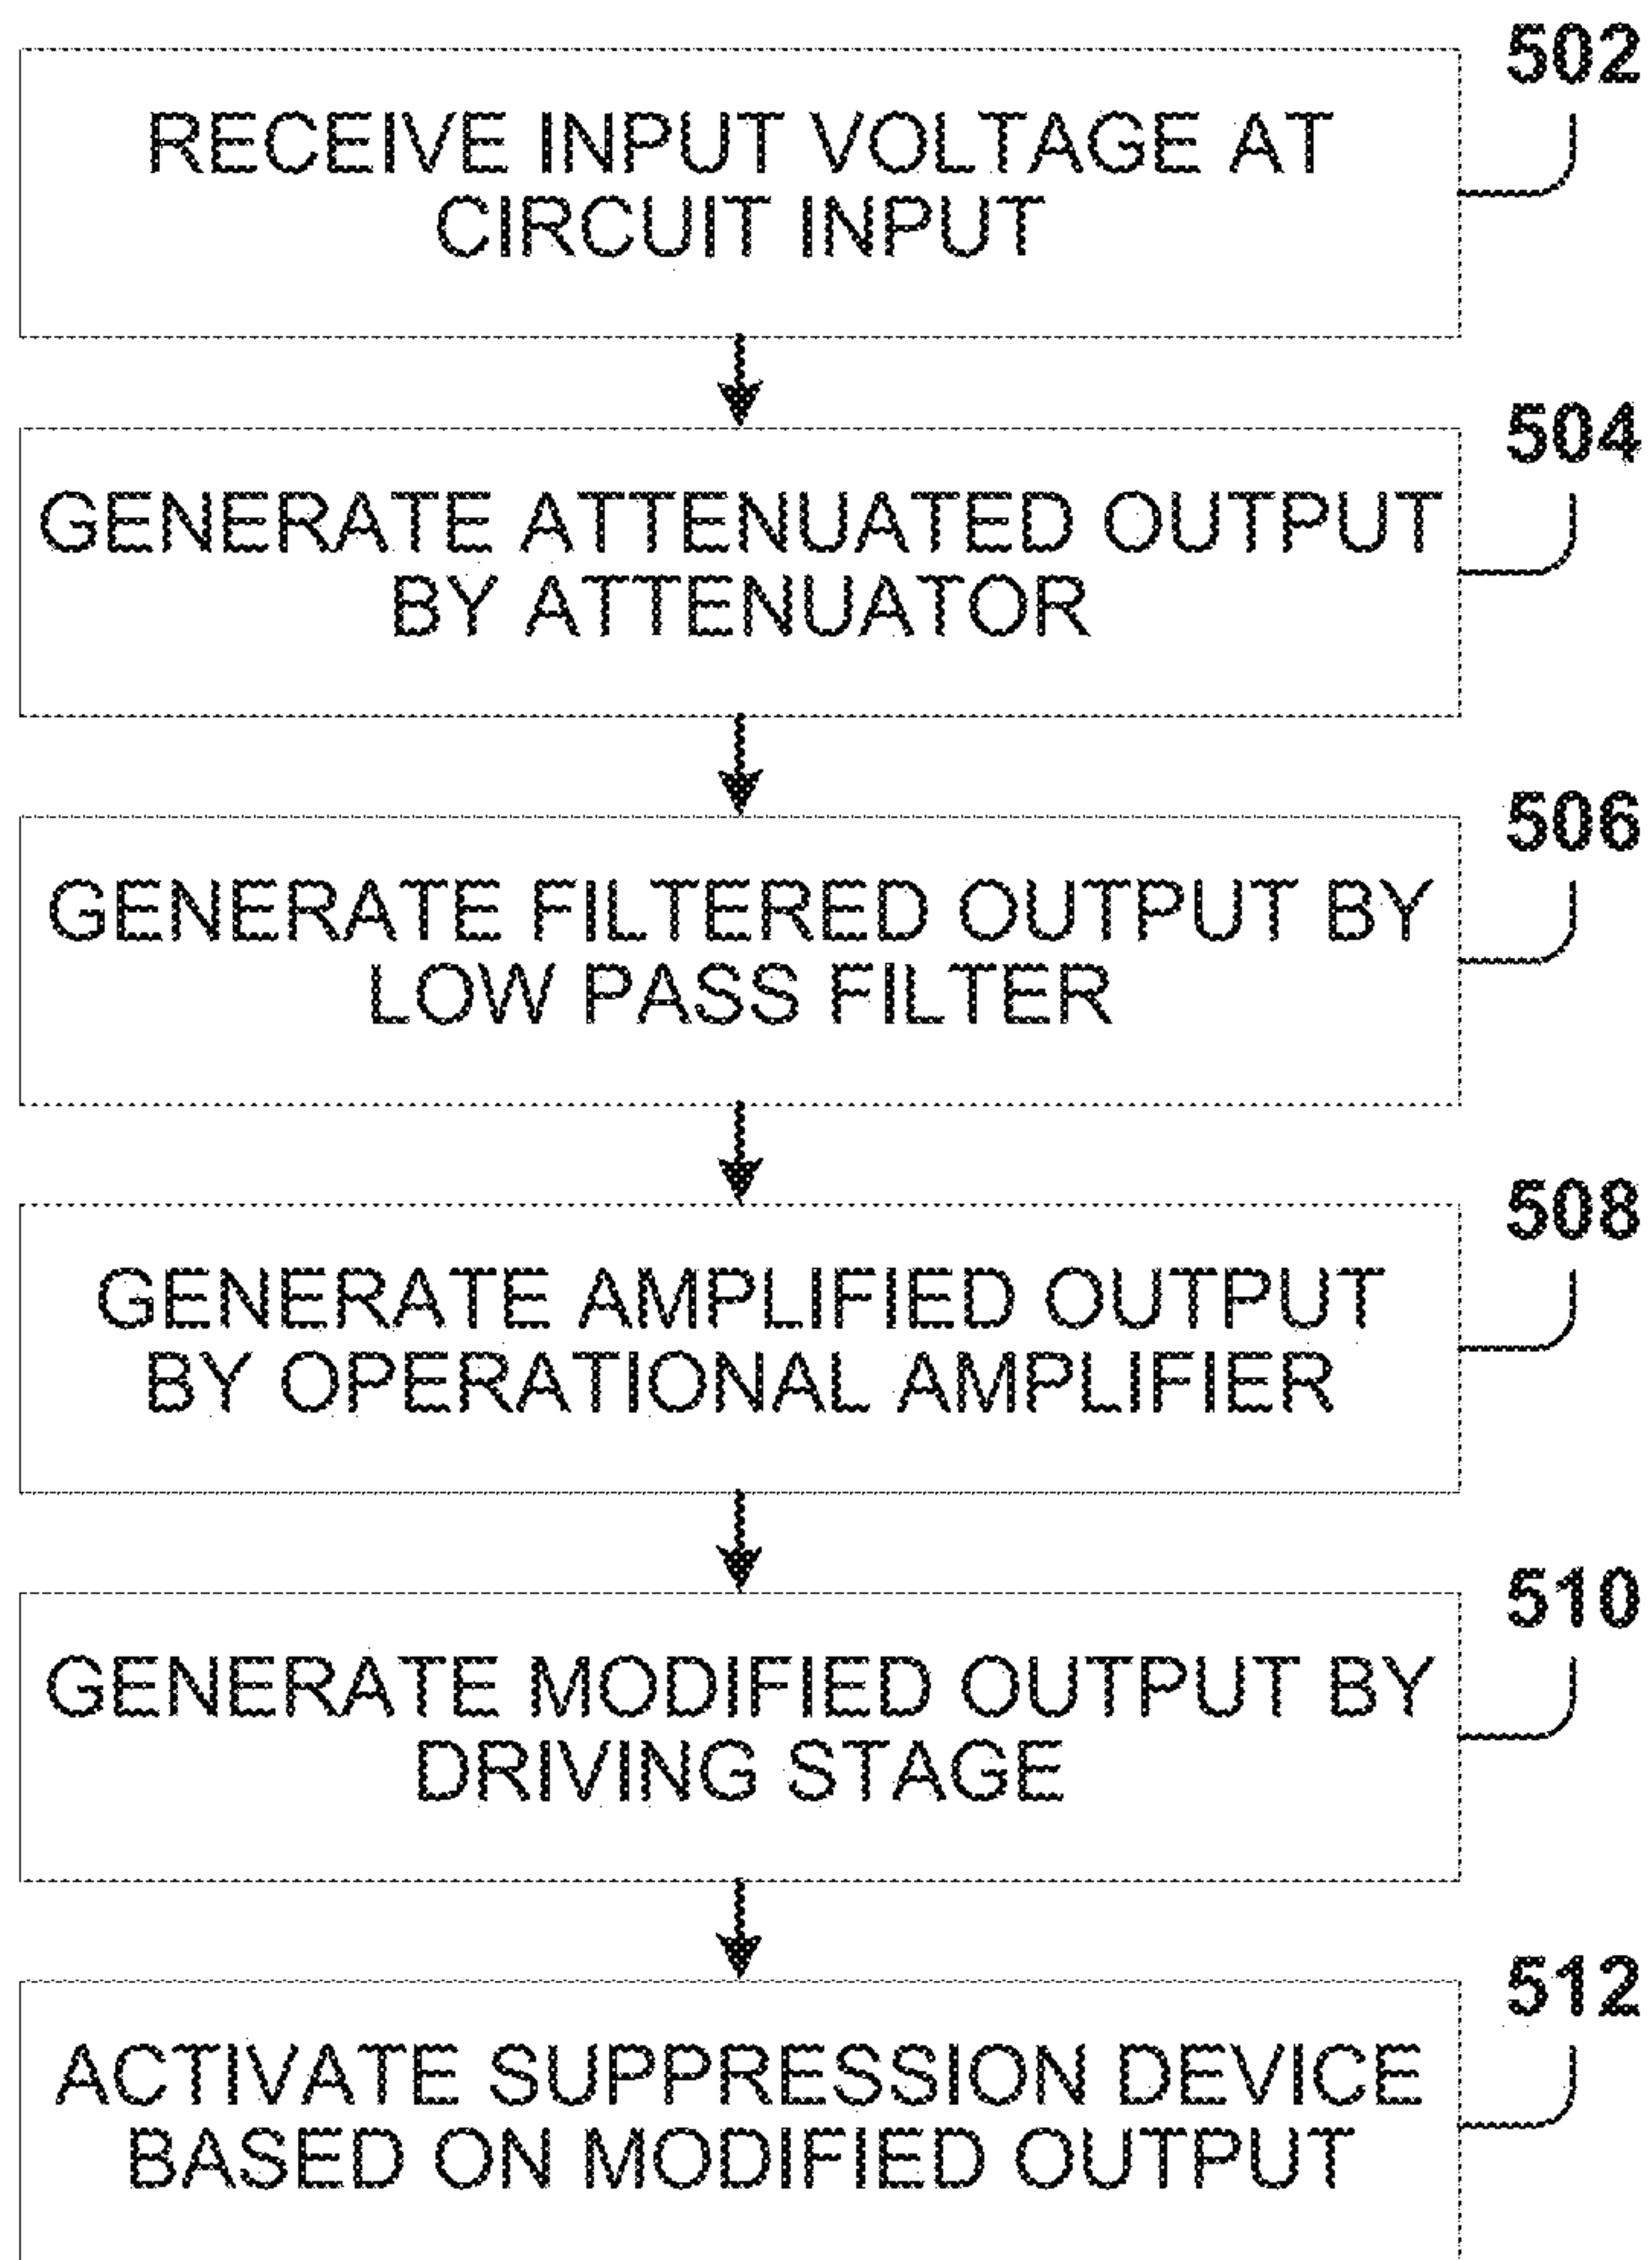 502
RECEIVE INPUT VOLTAGE AT
CIRCUIT INPUT
504
GENERATE ATTENUATED OUTPUT
BY ATTENUATOR
506
GENERATE FILTERED OUTPUT BY
LOW PASS FILTER
508
GENERATE AMPLIFIED OUTPUT
BY OPERATIONAL AMPLIFIER
510
GENERATE MODIFIED OUTPUT BY
DRIVING STAGE
512
ACTIVATE SUPPRESSION DEVICE
BASED ON MODIFIED OUTPUT